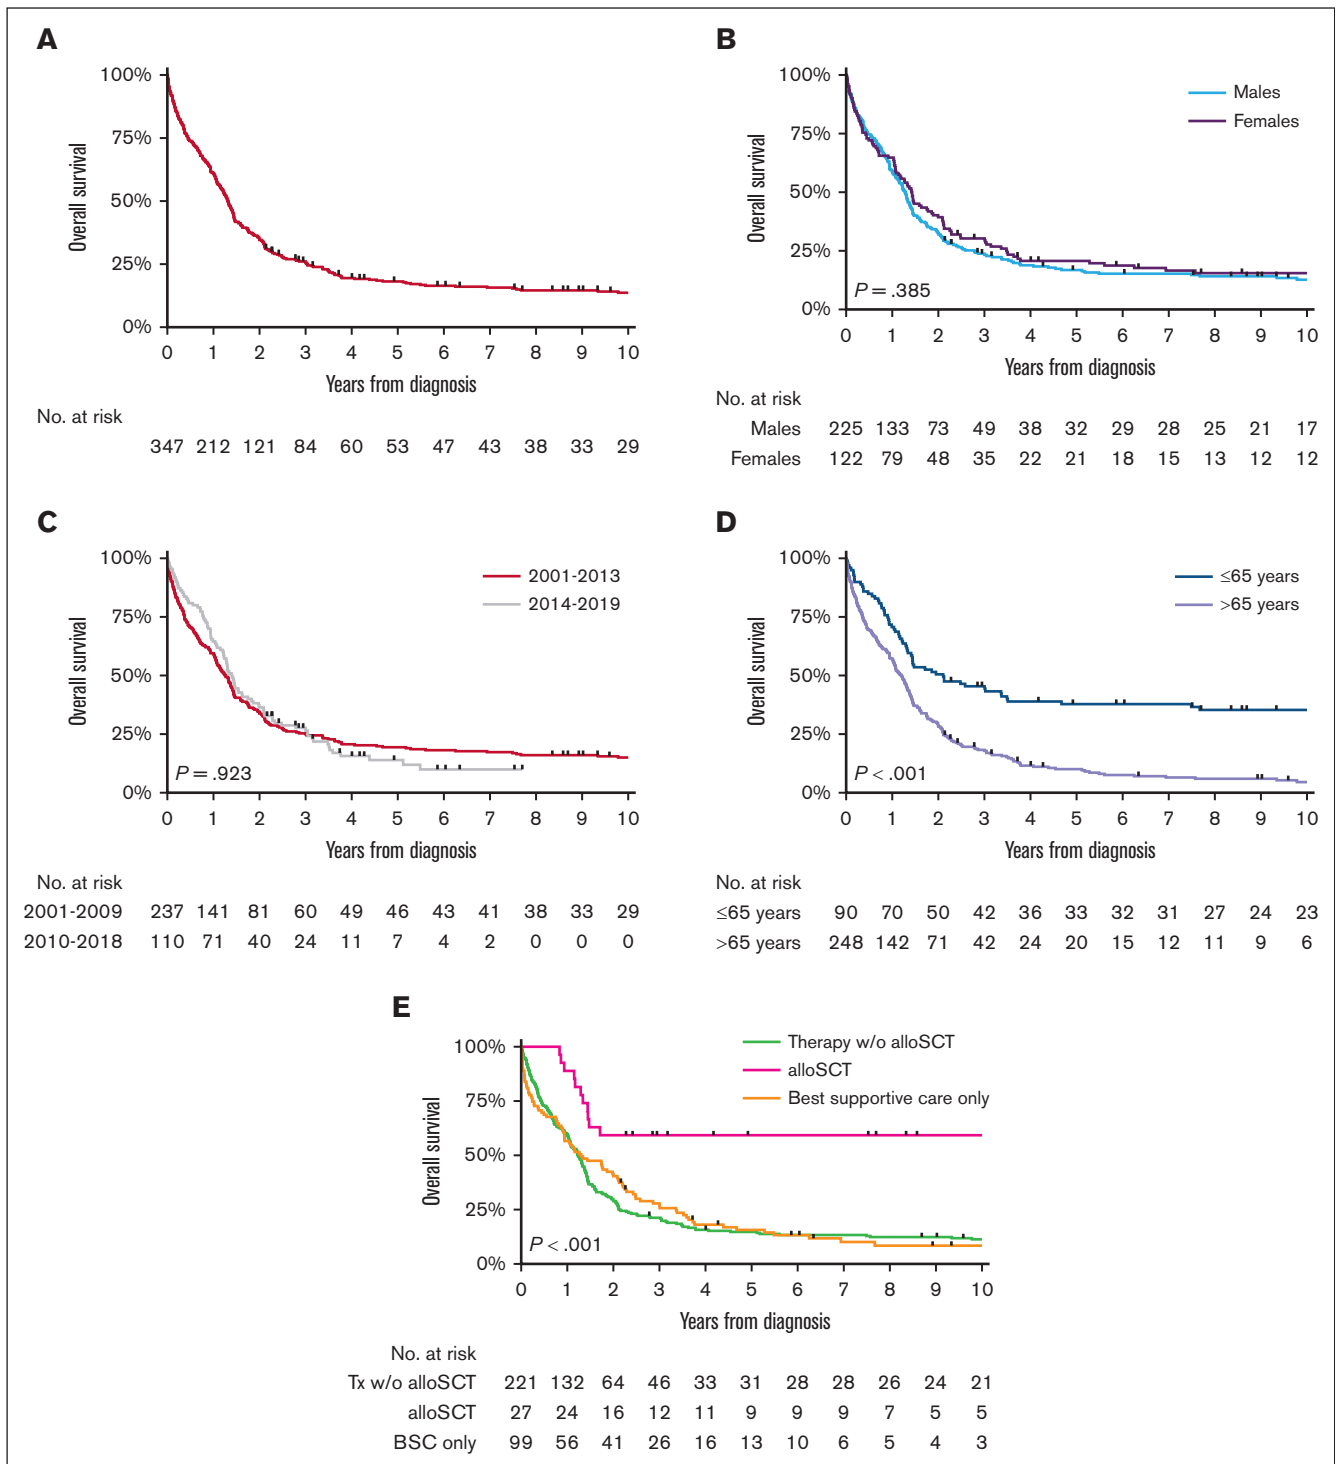 A
100%
75%
50%
25%
0%
Overall survival
0 1 2 3 4 5 6 7 8 9 10
Years from diagnosis
No. at risk
347 212 121 84 60 53 47 43 38 33 29
B
100%
75%
50%
25%
0%
Overall survival
Males
Females
P = .385
0 1 2 3 4 5 6 7 8 9 10
Years from diagnosis
No. at risk
Males 225 133 73 49 38 32 29 28 25 21 17
Females 122 79 48 35 22 21 18 15 13 12 12
C
100%
75%
50%
25%
0%
Overall survival
2001-2013
2014-2019
P = .923
0 1 2 3 4 5 6 7 8 9 10
Years from diagnosis
No. at risk
2001-2009 237 141 81 60 49 46 43 41 38 33 29
2010-2018 110 71 40 24 11 7 4 2 0 0 0
D
100%
75%
50%
25%
0%
Overall survival
≤65 years
>65 years
P < .001
0 1 2 3 4 5 6 7 8 9 10
Years from diagnosis
No. at risk
≤65 years 90 70 50 42 36 33 32 31 27 24 23
>65 years 248 142 71 42 24 20 15 12 11 9 6
E
100%
75%
50%
25%
0%
Overall survival
Therapy w/o alloSCT
alloSCT
Best supportive care only
P < .001
0 1 2 3 4 5 6 7 8 9 10
Years from diagnosis
No. at risk
Tx w/o alloSCT 221 132 64 46 33 31 28 28 26 24 21
alloSCT 27 24 16 12 11 9 9 9 7 5 5
BSC only 99 56 41 26 16 13 10 6 5 4 3